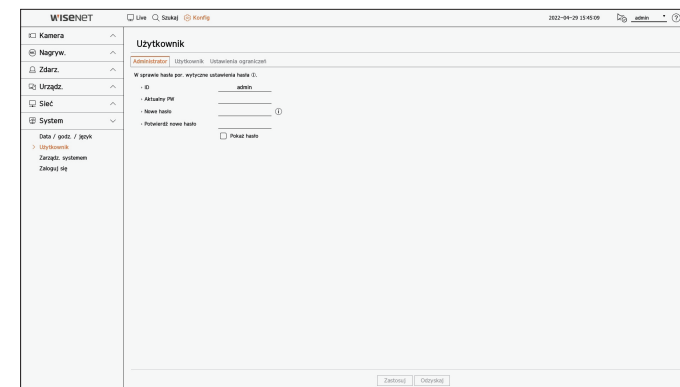 WISENET
Live Szukaj Konfig
2022-04-29 15:45:09 admin
Kamera
Nagryw.
Zdarz.
Urządz.
Sieć
System
Data / godz. / język
> Użytkownik
Zarządz. systemem
Zaloguj się
Użytkownik
Administrator Użytkownik Ustawienia ograniczeń
W sprawie hasła por. wytyczne ustawienia hasła ⓘ.
· ID admin
· Aktualny PW
· Nowe hasło
· Potwierdź nowe hasło
Pokaż hasło
Zastosuj Odzyskaj